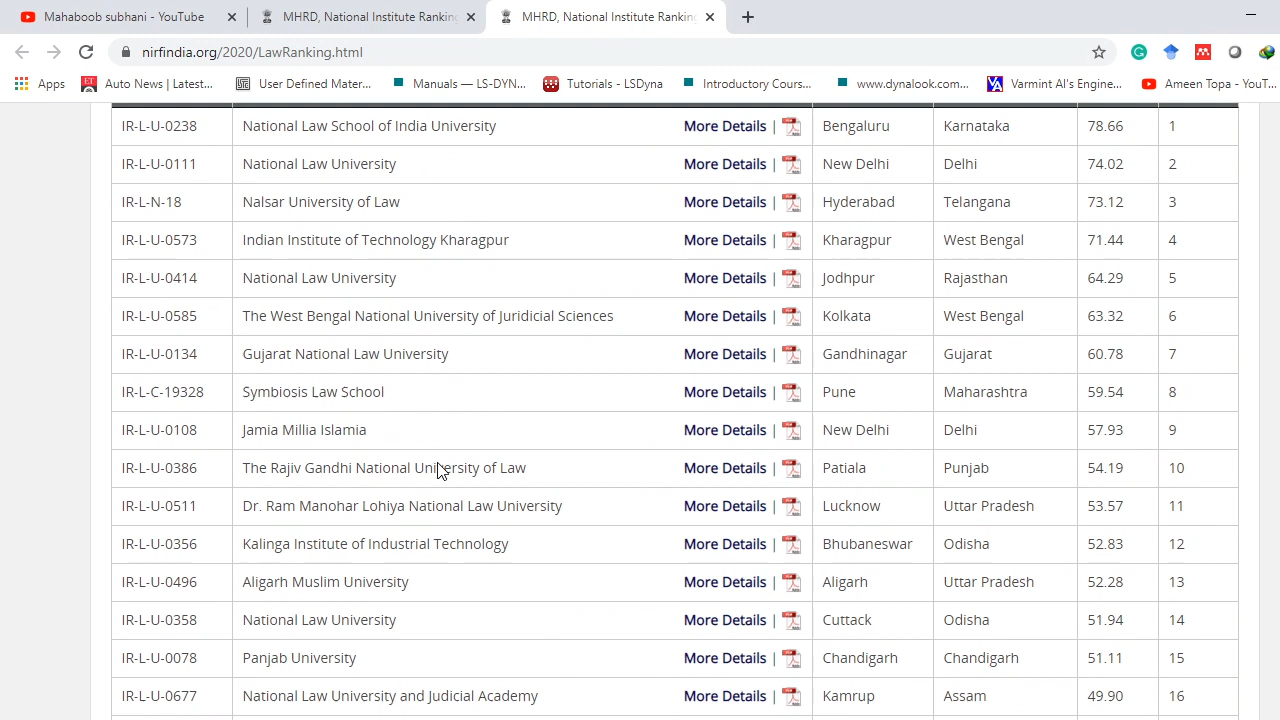 Mahaboob subhani - YouTube
MHRD, National Institute Ranking
MHRD, National Institute Ranking
nirfindia.org/2020/LawRanking.html
Apps
Auto News | Latest...
User Defined Mater...
Manual — LS-DYN...
Tutorials - LSDyna
Introductory Cours...
www.dynalook.com...
Varmint Al's Engine...
Ameen Topa - YouT...
IR-L-U-0238 National Law School of India University More Details | Bengaluru Karnataka 78.66 1
IR-L-U-0111 National Law University More Details | New Delhi Delhi 74.02 2
IR-L-N-18 Nalsar University of Law More Details | Hyderabad Telangana 73.12 3
IR-L-U-0573 Indian Institute of Technology Kharagpur More Details | Kharagpur West Bengal 71.44 4
IR-L-U-0414 National Law University More Details | Jodhpur Rajasthan 64.29 5
IR-L-U-0585 The West Bengal National University of Juridicial Sciences More Details | Kolkata West Bengal 63.32 6
IR-L-U-0134 Gujarat National Law University More Details | Gandhinagar Gujarat 60.78 7
IR-L-C-19328 Symbiosis Law School More Details | Pune Maharashtra 59.54 8
IR-L-U-0108 Jamia Millia Islamia More Details | New Delhi Delhi 57.93 9
IR-L-U-0386 The Rajiv Gandhi National University of Law More Details | Patiala Punjab 54.19 10
IR-L-U-0511 Dr. Ram Manohar Lohiya National Law University More Details | Lucknow Uttar Pradesh 53.57 11
IR-L-U-0356 Kalinga Institute of Industrial Technology More Details | Bhubaneswar Odisha 52.83 12
IR-L-U-0496 Aligarh Muslim University More Details | Aligarh Uttar Pradesh 52.28 13
IR-L-U-0358 National Law University More Details | Cuttack Odisha 51.94 14
IR-L-U-0078 Panjab University More Details | Chandigarh Chandigarh 51.11 15
IR-L-U-0677 National Law University and Judicial Academy More Details | Kamrup Assam 49.90 16